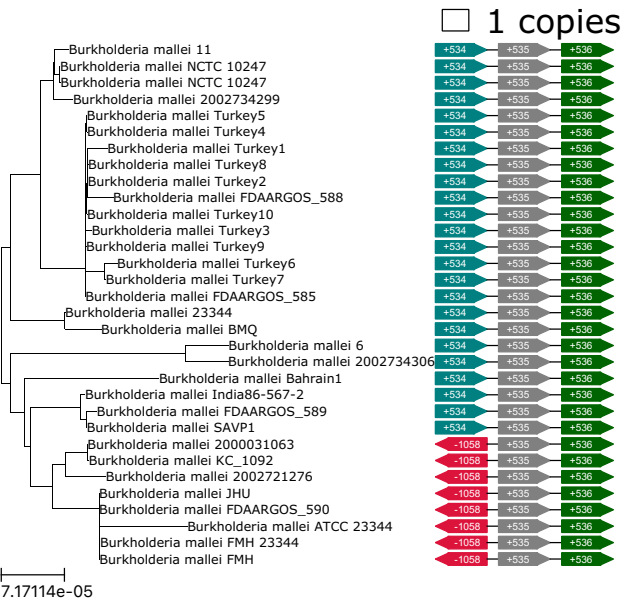 1 copies
Burkholderia mallei 11 +534 +535 +536
Burkholderia mallei NCTC 10247 +534 +535 +536
Burkholderia mallei NCTC 10247 +534 +535 +536
Burkholderia mallei 2002734299 +534 +535 +536
Burkholderia mallei Turkey5 +534 +535 +536
Burkholderia mallei Turkey4 +534 +535 +536
Burkholderia mallei Turkey1 +534 +535 +536
Burkholderia mallei Turkey8 +534 +535 +536
Burkholderia mallei Turkey2 +534 +535 +536
Burkholderia mallei FDAARGOS_588 +534 +535 +536
Burkholderia mallei Turkey10 +534 +535 +536
Burkholderia mallei Turkey3 +534 +535 +536
Burkholderia mallei Turkey9 +534 +535 +536
Burkholderia mallei Turkey6 +534 +535 +536
Burkholderia mallei Turkey7 +534 +535 +536
Burkholderia mallei FDAARGOS_585 +534 +535 +536
Burkholderia mallei 23344 +534 +535 +536
Burkholderia mallei BMQ +534 +535 +536
Burkholderia mallei 6 +534 +535 +536
Burkholderia mallei 2002734306 +534 +535 +536
Burkholderia mallei Bahrain1 +534 +535 +536
Burkholderia mallei India86-567-2 +534 +535 +536
Burkholderia mallei FDAARGOS_589 +534 +535 +536
Burkholderia mallei SAVP1 +534 +535 +536
Burkholderia mallei 2000031063 -1058 +535 +536
Burkholderia mallei KC_1092 -1058 +535 +536
Burkholderia mallei 2002721276 -1058 +535 +536
Burkholderia mallei JHU -1058 +535 +536
Burkholderia mallei FDAARGOS_590 -1058 +535 +536
Burkholderia mallei ATCC 23344 -1058 +535 +536
Burkholderia mallei FMH 23344 -1058 +535 +536
Burkholderia mallei FMH -1058 +535 +536
7.17114e-05